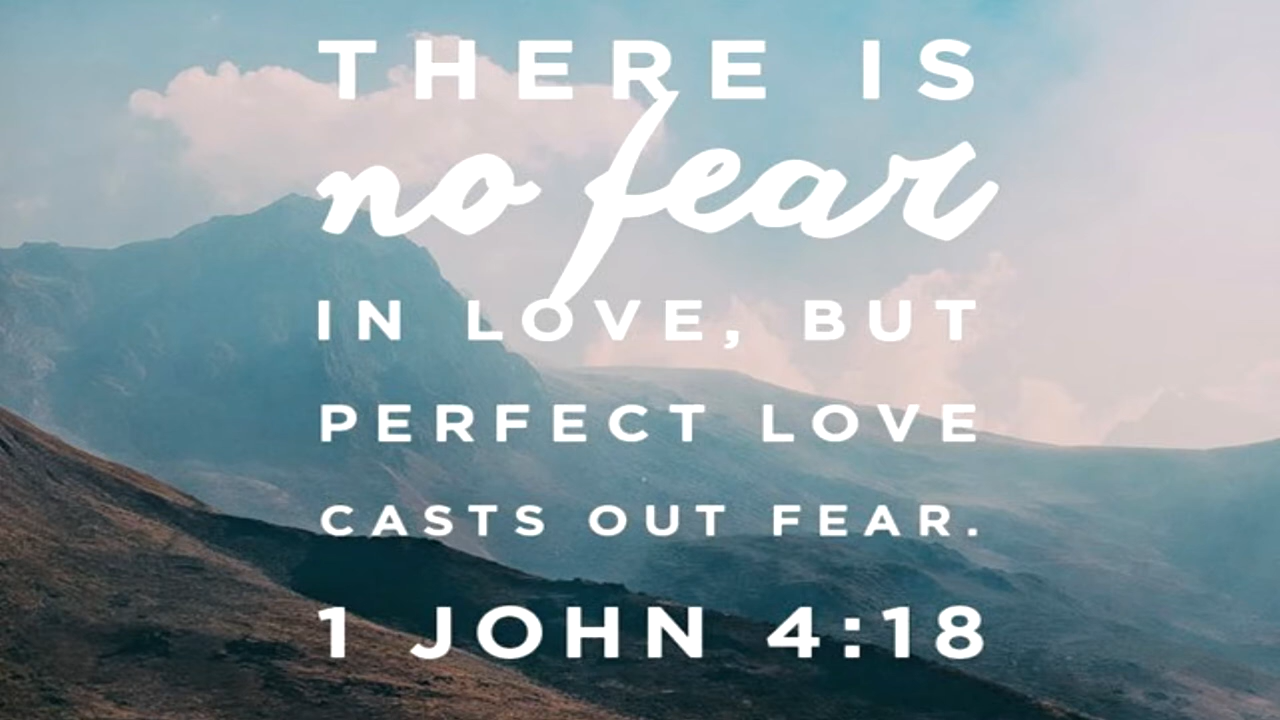 THERE IS
no fear
IN LOVE, BUT
PERFECT LOVE
CASTS OUT FEAR.
1 JOHN 4:18